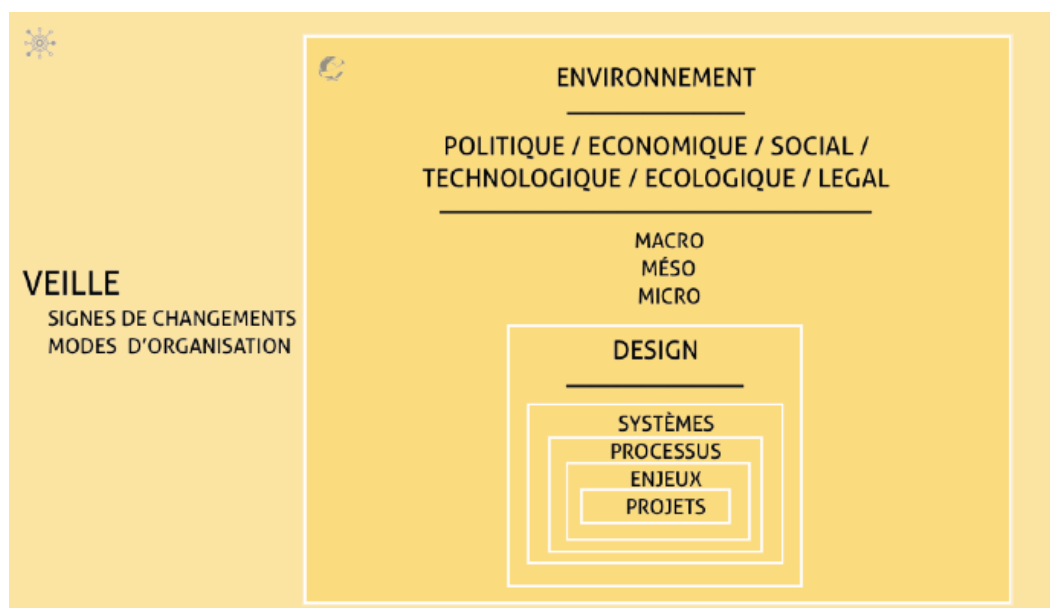 VEILLE
SIGNES DE CHANGEMENTS
MODES D'ORGANISATION
ENVIRONNEMENT
POLITIQUE / ECONOMIQUE / SOCIAL /
TECHNOLOGIQUE / ECOLOGIQUE / LEGAL
MACRO
MÉSO
MICRO
DESIGN
SYSTÈMES
PROCESSUS
ENJEUX
PROJETS